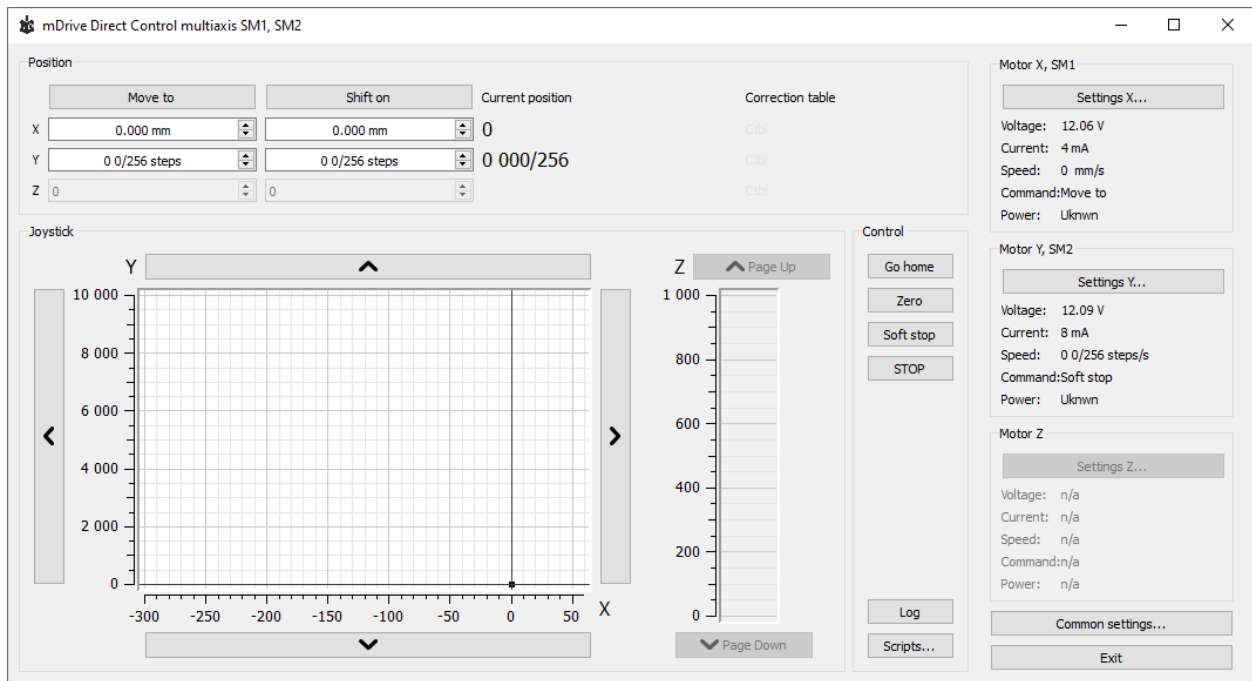 mDrive Direct Control multiaxis SM1, SM2
Position
Move to Shift on Current position Correction table
X 0.000 mm 0.000 mm 0 Ctbl
Y 0 0/256 steps 0 0/256 steps 0 000/256 Ctbl
Z 0 0 Ctbl
Joystick
Y
10 000
8 000
6 000
4 000
2 000
0
-300 -250 -200 -150 -100 -50 0 50 X
Z Page Up
1 000
800
600
400
200
0
Page Down
Control
Go home
Zero
Soft stop
STOP
Log
Scripts...
Motor X, SM1
Settings X...
Voltage: 12.06 V
Current: 4 mA
Speed: 0 mm/s
Command:Move to
Power: Uknwn
Motor Y, SM2
Settings Y...
Voltage: 12.09 V
Current: 8 mA
Speed: 0 0/256 steps/s
Command:Soft stop
Power: Uknwn
Motor Z
Settings Z...
Voltage: n/a
Current: n/a
Speed: n/a
Command:n/a
Power: n/a
Common settings...
Exit